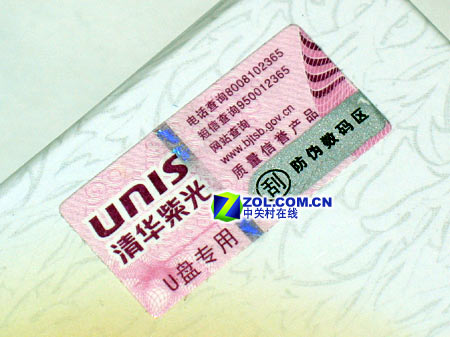 UNIS
清华紫光
U盘专用
电话查询8008102365
短信查询950012365
网站查询
www.bjtsb.gov.cn
质量信誉产品
刮
防伪数码区
ZOL.COM.CN
中关村在线